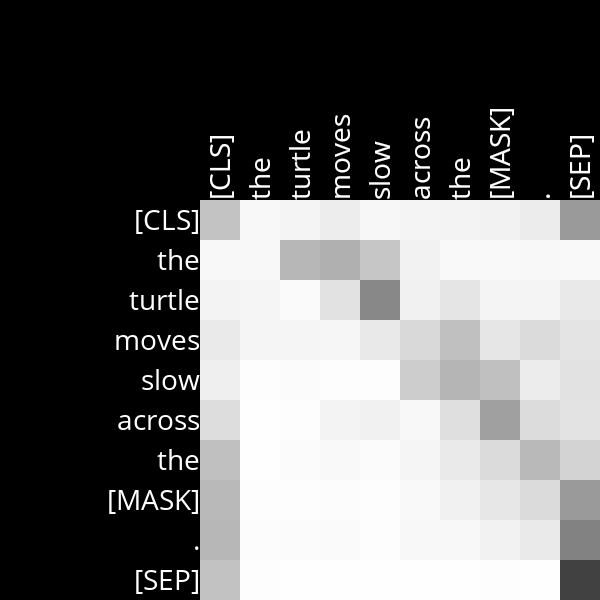 [CLS] the turtle moves slow across the [MASK] . [SEP]
[CLS]
the
turtle
moves
slow
across
the
[MASK]
.
[SEP]